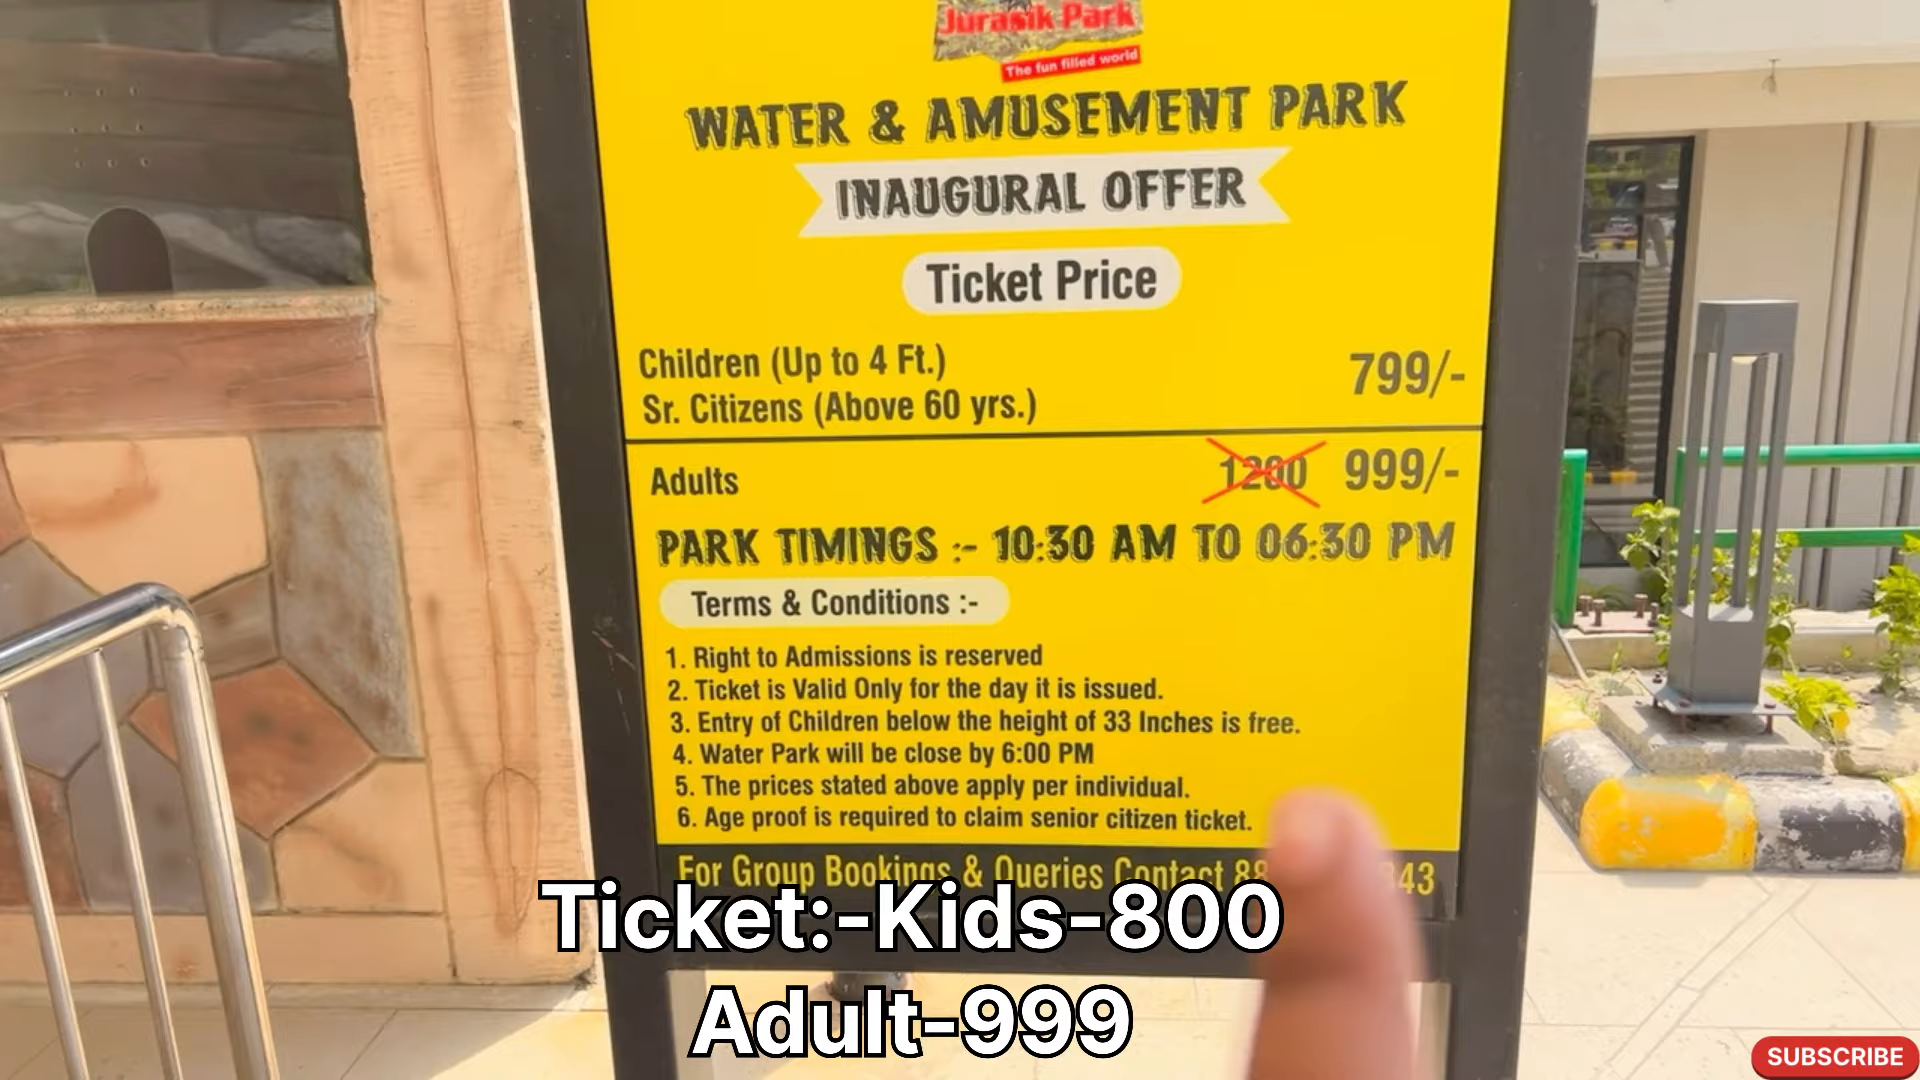 Jurasik Park
The fun filled world
WATER & AMUSEMENT PARK
INAUGURAL OFFER
Ticket Price
Children (Up to 4 Ft.)
Sr. Citizens (Above 60 yrs.) 799/-
Adults 1200 999/-
PARK TIMINGS :- 10:30 AM TO 06:30 PM
Terms & Conditions :-
1. Right to Admissions is reserved
2. Ticket is Valid Only for the day it is issued.
3. Entry of Children below the height of 33 Inches is free.
4. Water Park will be close by 6:00 PM
5. The prices stated above apply per individual.
6. Age proof is required to claim senior citizen ticket.
For Group Bookings & Queries Contact
Ticket:-Kids-800
Adult-999
SUBSCRIBE